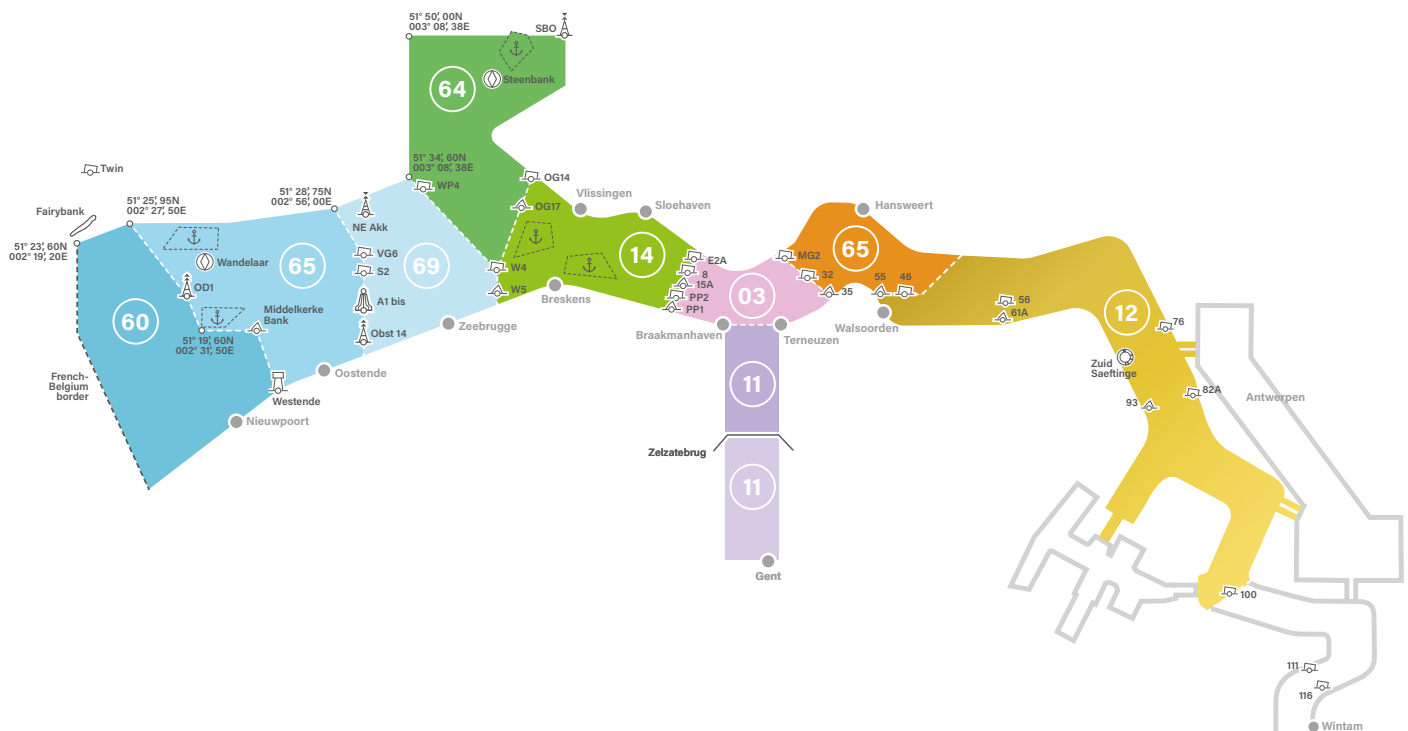 51° 50', 00N
003° 08', 38E
SBO
Steenbank
64
51° 34', 60N
003° 08', 38E
WP4
OG14
OG17
Twin
Fairybank
51° 25', 95N
002° 27', 50E
51° 28', 75N
002° 56', 00E
51° 23', 60N
002° 19', 20E
NE Akk
VG6
S2
A1 bis
Obst 14
Wandelaar
65
69
OD1
Middelkerke
Bank
60
51° 19', 60N
002° 31', 50E
French-
Belgium
border
Westende
Oostende
Nieuwpoort
Zeebrugge
W4
W5
Vlissingen
Sloehaven
14
Breskens
E2A
8
15A
PP2
PP1
03
Braakmanhaven
Terneuzen
MG2
32
35
65
Hansweert
55
46
Walsoorden
56
61A
12
76
Zuid
Saeftinge
82A
93
Antwerpen
11
Zelzatebrug
11
Gent
100
111
116
Wintam